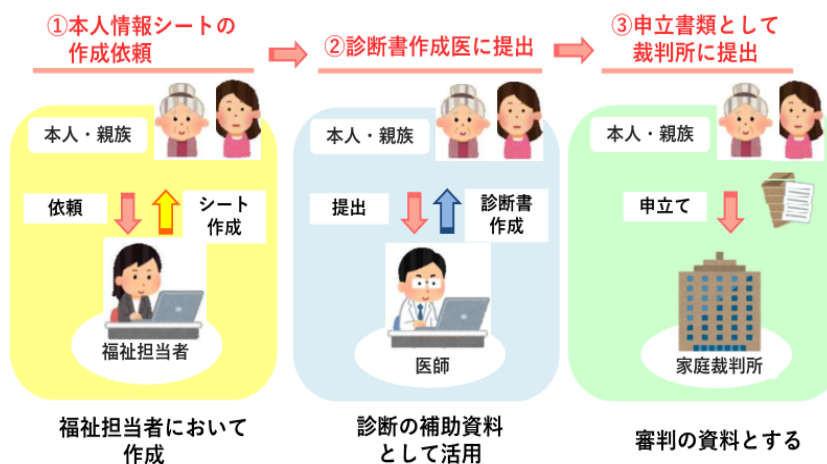 ①本人情報シートの
作成依頼
②診断書作成医に提出
③申立書類として
裁判所に提出
本人・親族
依頼
シート
作成
福祉担当者
福祉担当者において
作成
本人・親族
提出
診断書
作成
医師
診断の補助資料
として活用
本人・親族
申立て
家庭裁判所
審判の資料とする